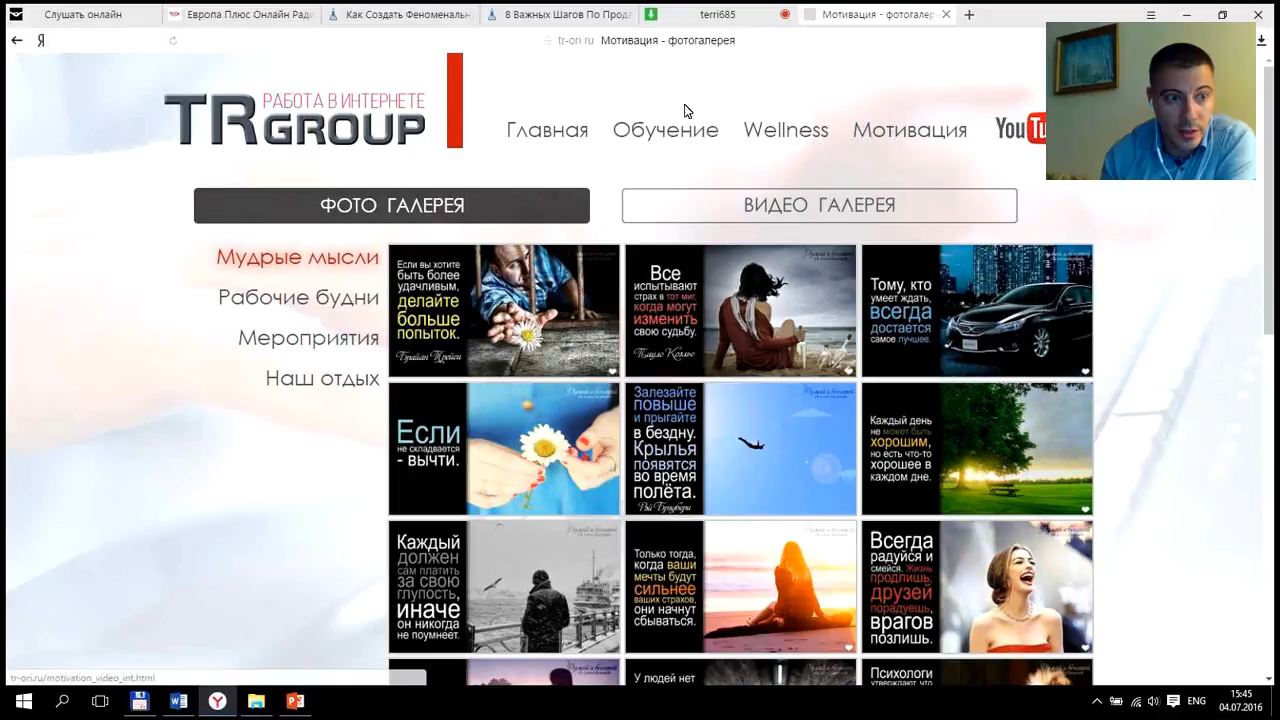 Слушать онлайн
Европа Плюс Онлайн Ради
Как Создать Феноменальн
8 Важных Шагов По Прод
terri685
Мотивация - фотогалер
Я
tr-ori.ru Мотивация - фотогалерея
TR GROUP
РАБОТА В ИНТЕРНЕТЕ
Главная
Обучение
Wellness
Мотивация
You
ФОТО ГАЛЕРЕЯ
ВИДЕО ГАЛЕРЕЯ
Мудрые мысли
Рабочие будни
Мероприятия
Наш отдых
Если вы хотите
быть более
удачливым,
делайте
больше
попыток.
Брайан Трейси
Все
испытывают
страх в тот миг,
когда могут
изменить
свою судьбу.
Пауло Коэльо
Тому, кто
умеет ждать,
всегда
достается
самое лучшее.
Если
не складывается
- вычти.
Залезайте
повыше
и прыгайте
в бездну.
Крылья
появятся
во время
полёта.
Рэй Брэдбери
Каждый день
не может быть
хорошим,
но есть что-то
хорошее в
каждом дне.
Каждый
должен
сам платить
за свою
глупость,
иначе
он никогда
не поумнеет.
Только тогда,
когда ваши
мечты будут
сильнее
ваших страхов,
они начнут
сбываться.
Всегда
радуйся и
смейся. Жизнь
продлишь,
друзей
порадуешь,
врагов
позлишь.
У людей нет
Психологи
утверждают, что
tr-ori.ru/motivation_video_int.html
ENG
15:45
04.07.2016